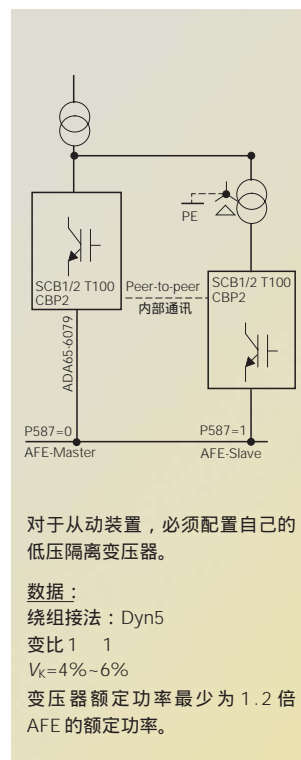 PE
SCB1/2 T100
CBP2
Peer-to-peer
内部通讯
SCB1/2 T100
CBP2
ADA65-6079
P587=0
AFE-Master
P587=1
AFE-Slave
对于从动装置，必须配置自己的
低压隔离变压器。
数据：
绕组接法：Dyn5
变比1 1
VK=4%~6%
变压器额定功率最少为1.2倍
AFE的额定功率。